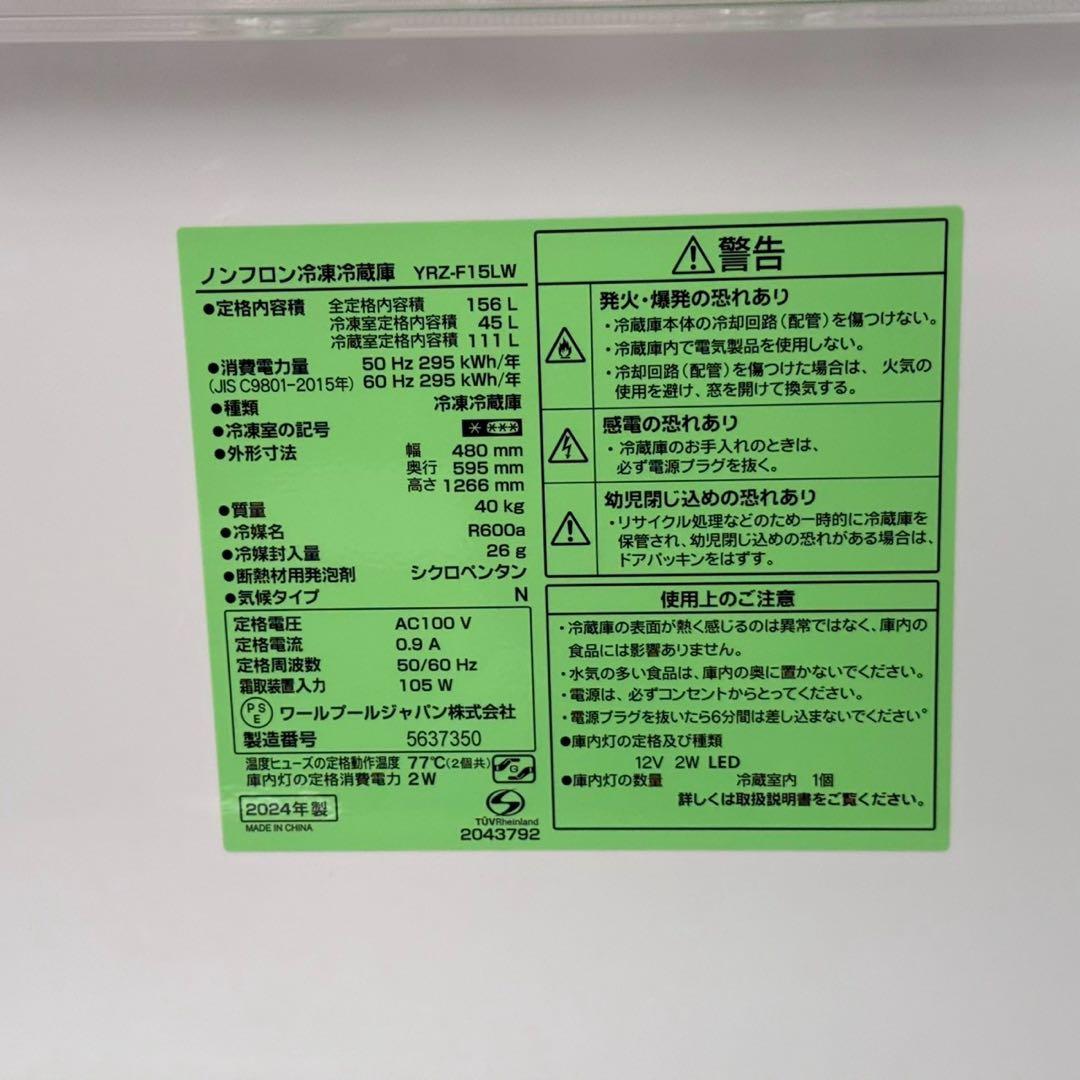 ノンフロン冷凍冷蔵庫 YRZ-F15LW
●定格内容積 全定格内容積 156 L
冷凍室定格内容積 45 L
冷蔵室定格内容積 111 L
●消費電力量 50 Hz 295 kWh/年
(JIS C9801-2015年) 60 Hz 295 kWh/年
●種類 冷凍冷蔵庫
●冷凍室の記号
●外形寸法 幅 480 mm
奥行 595 mm
高さ 1266 mm
●質量 40 kg
●冷媒名 R600a
●冷媒封入量 26 g
●断熱材用発泡剤 シクロペンタン
●気候タイプ N
定格電圧 AC100 V
定格電流 0.9 A
定格周波数 50/60 Hz
霜取装置入力 105 W
PSE ワールプールジャパン株式会社
製造番号 5637350
温度ヒューズの定格動作温度 77℃(2個共)
庫内灯の定格消費電力 2 W
G
2024年製
MADE IN CHINA
TÜVRheinland
2043792
警告
発火・爆発の恐れあり
・冷蔵庫本体の冷却回路(配管)を傷つけない。
・冷蔵庫内で電気製品を使用しない。
・冷却回路(配管)を傷つけた場合は、火気の
使用を避け、窓を開けて換気する。
感電の恐れあり
・冷蔵庫のお手入れのときは、
必ず電源プラグを抜く。
幼児閉じ込めの恐れあり
・リサイクル処理などのため一時的に冷蔵庫を
保管され、幼児閉じ込めの恐れがある場合は、
ドアパッキンをはずす。
使用上のご注意
・冷蔵庫の表面が熱く感じるのは異常ではなく、庫内の
食品には影響ありません。
・水気の多い食品は、庫内の奥に置かないでください。
・電源は、必ずコンセントからとってください。
・電源プラグを抜いたら6分間は差し込まないでください。
●庫内灯の定格及び種類
12V 2W LED
●庫内灯の数量 冷蔵室内 1個
詳しくは取扱説明書をご覧ください。